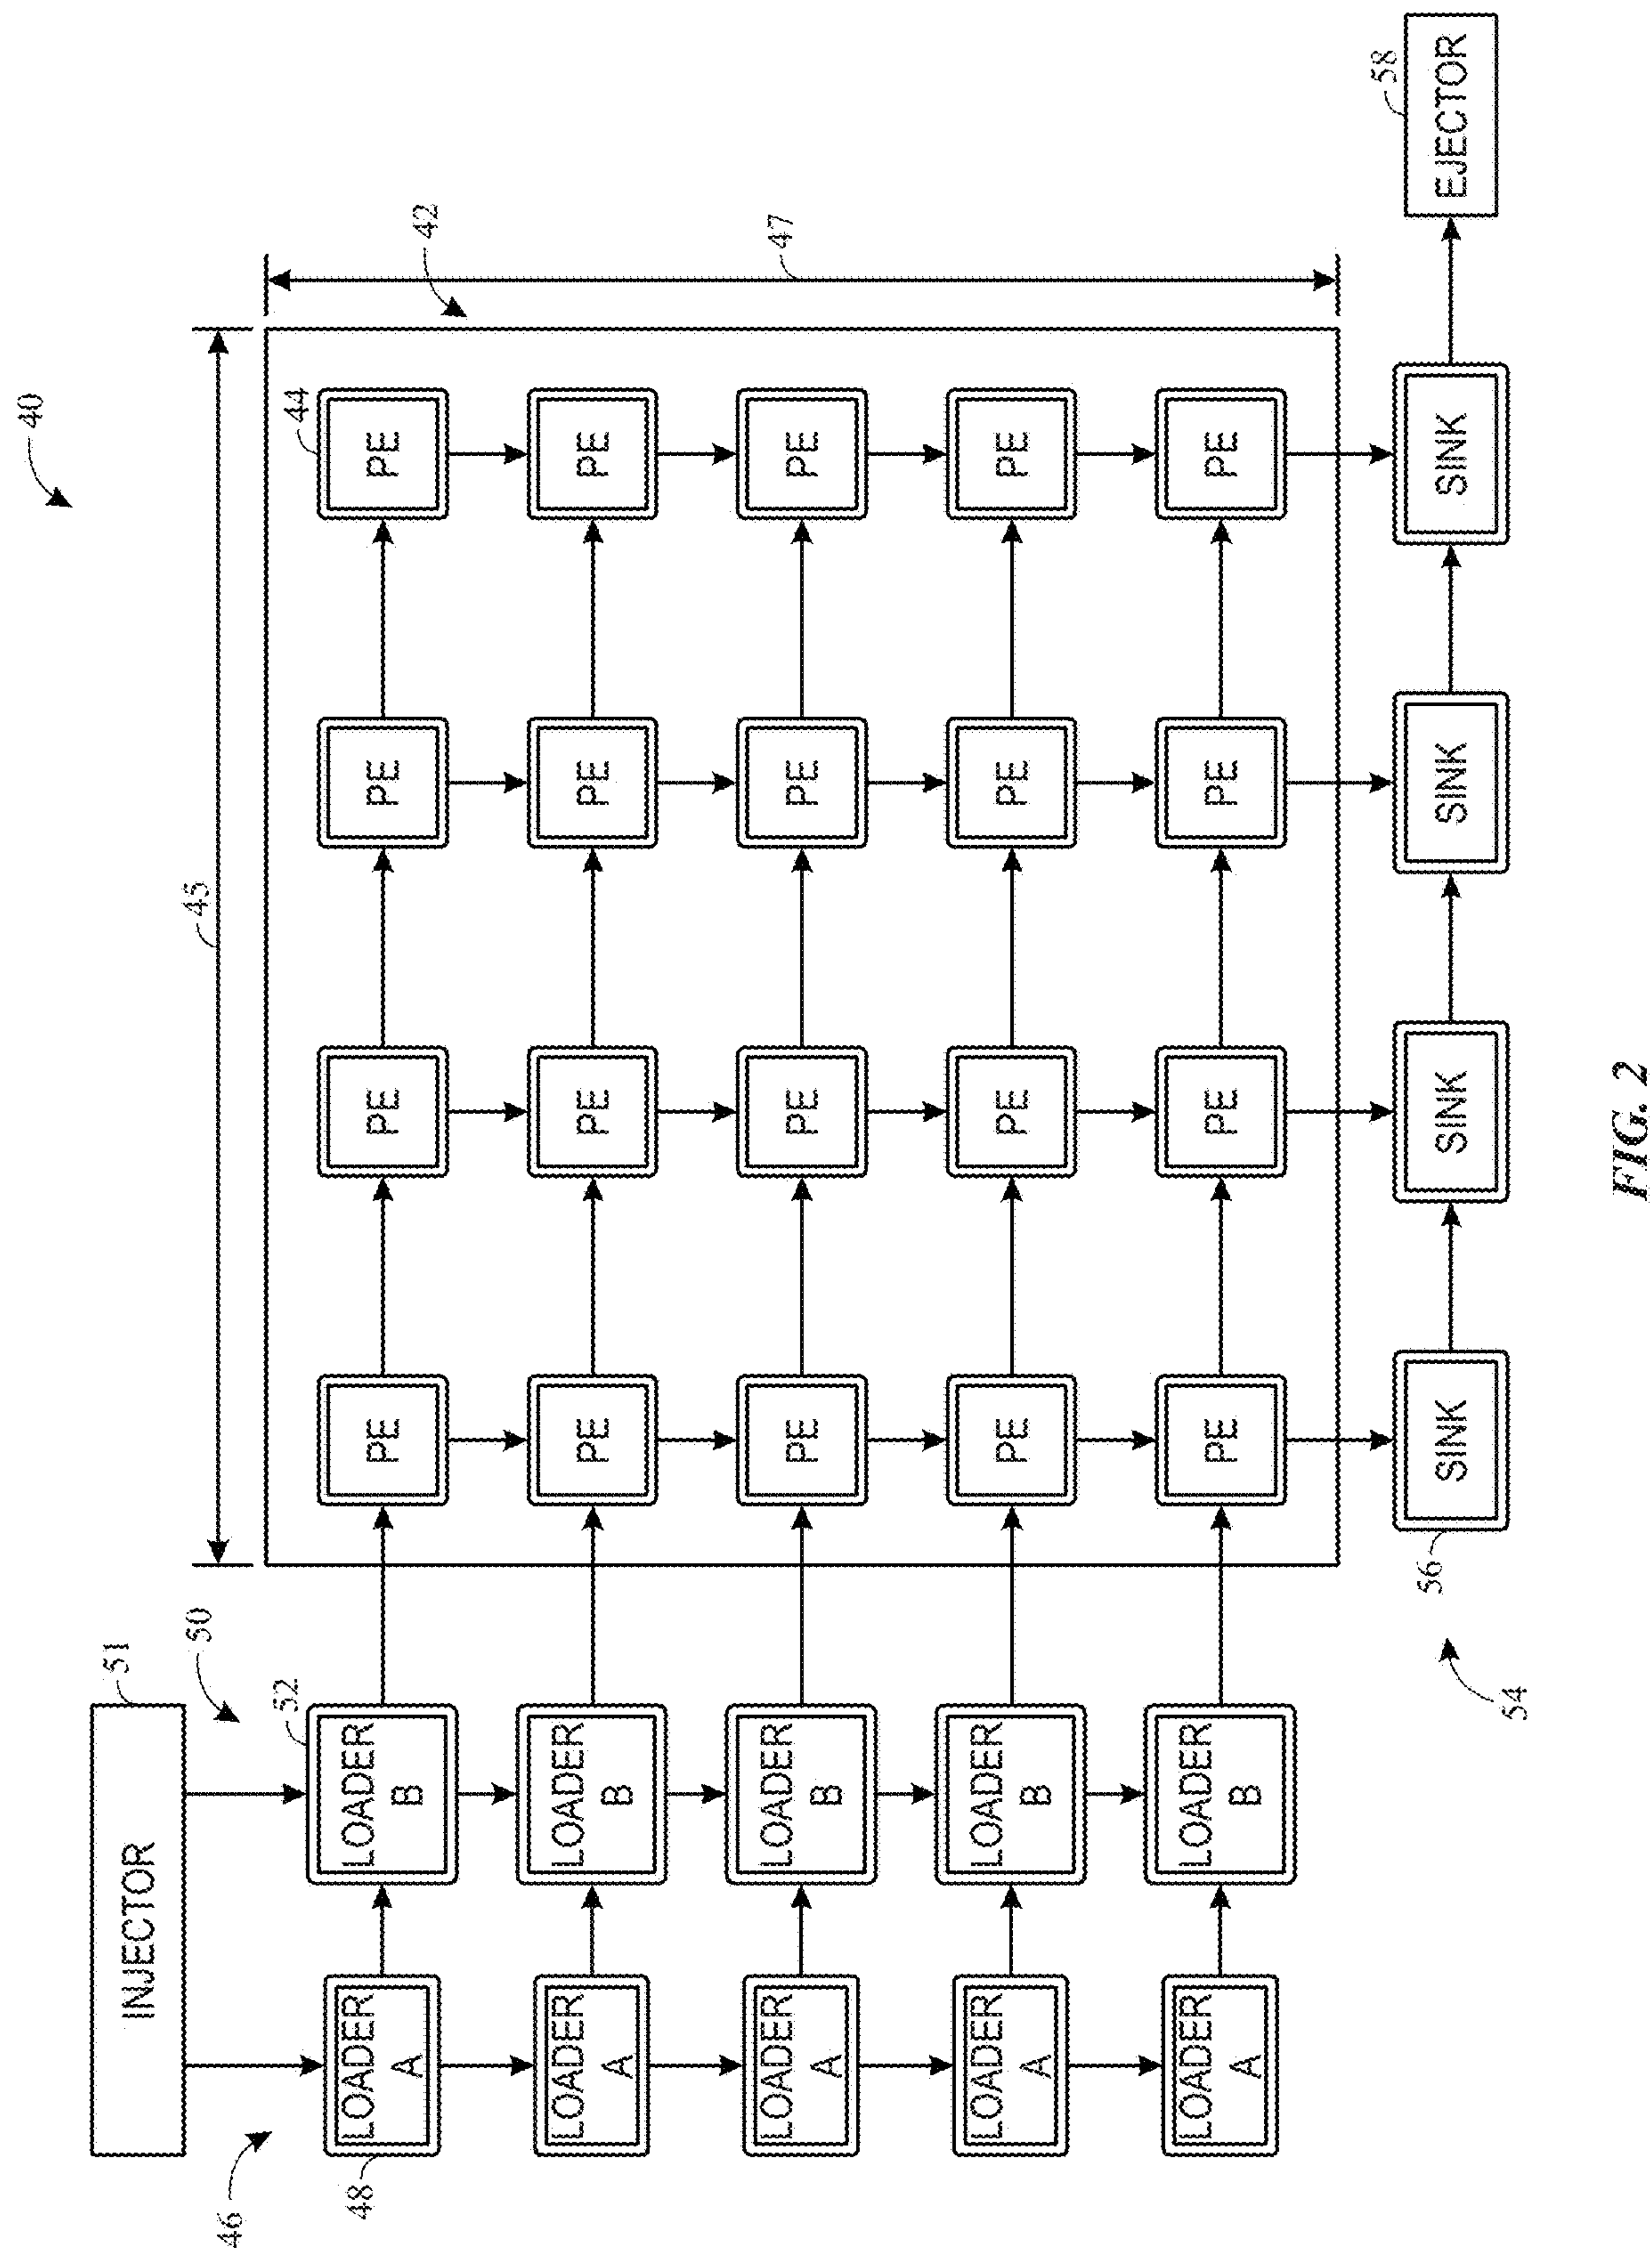 40
51
INJECTOR
50
45
46
52
44
48
LOADER A
LOADER B
PE
PE
PE
PE
42
LOADER A
LOADER B
PE
PE
PE
PE
47
LOADER A
LOADER B
PE
PE
PE
PE
LOADER A
LOADER B
PE
PE
PE
PE
LOADER A
LOADER B
PE
PE
PE
PE
58
56
SINK
SINK
SINK
SINK
EJECTOR
54
FIG. 2